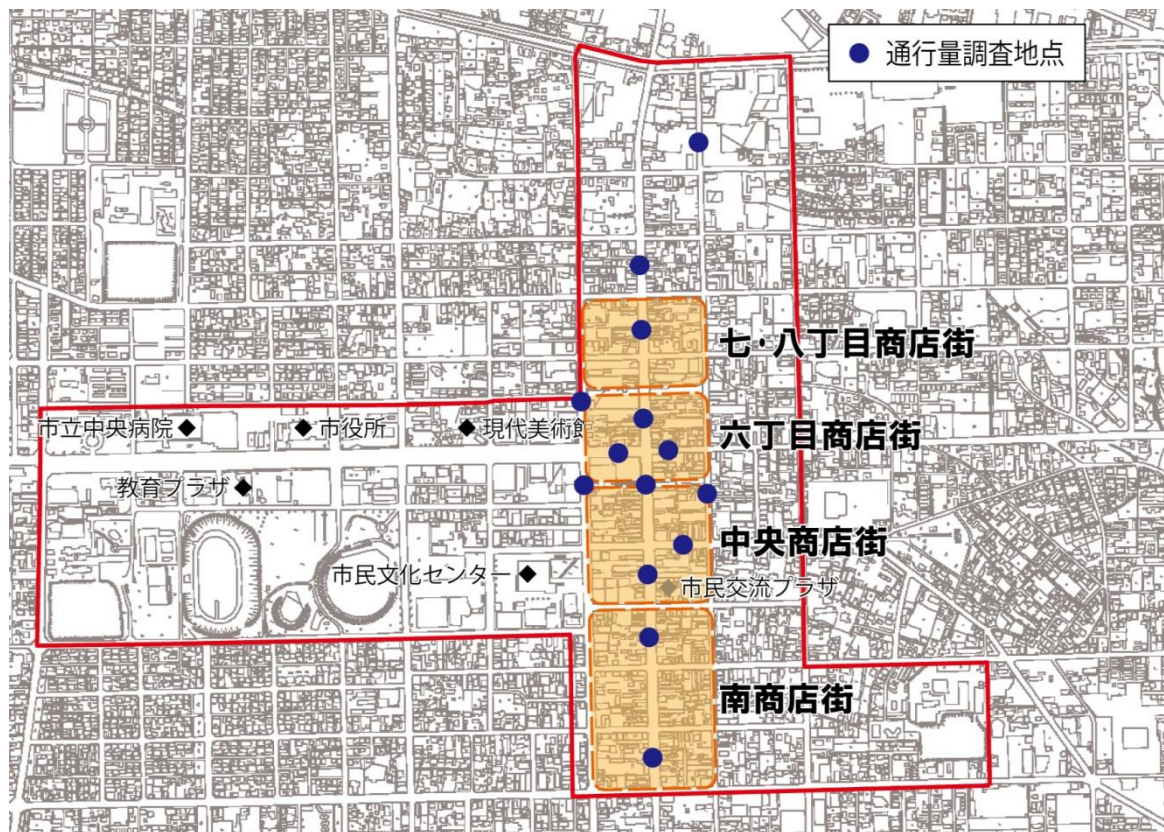 通行量調査地点
七・八丁目商店街
市立中央病院
市役所
現代美術館
六丁目商店街
教育プラザ
中央商店街
市民文化センター
市民交流プラザ
南商店街